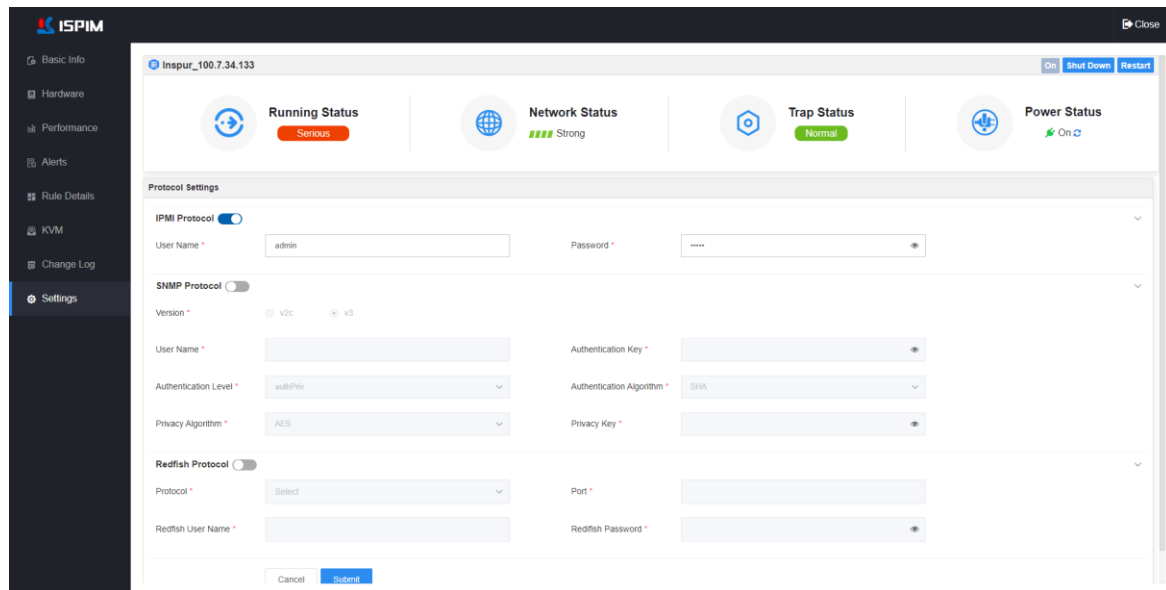 ISPIM
Close
Basic Info
Hardware
Performance
Alerts
Rule Details
KVM
Change Log
Settings
Inspur_100.7.34.133
On Shut Down Restart
Running Status
Serious
Network Status
Strong
Trap Status
Normal
Power Status
On
Protocol Settings
IPMI Protocol
User Name * admin Password * •••••
SNMP Protocol
Version * v2c v3
User Name * Authentication Key *
Authentication Level * authPriv Authentication Algorithm * SHA
Privacy Algorithm * AES Privacy Key *
Redfish Protocol
Protocol * Select Port *
Redfish User Name * Redifish Password *
Cancel Submit